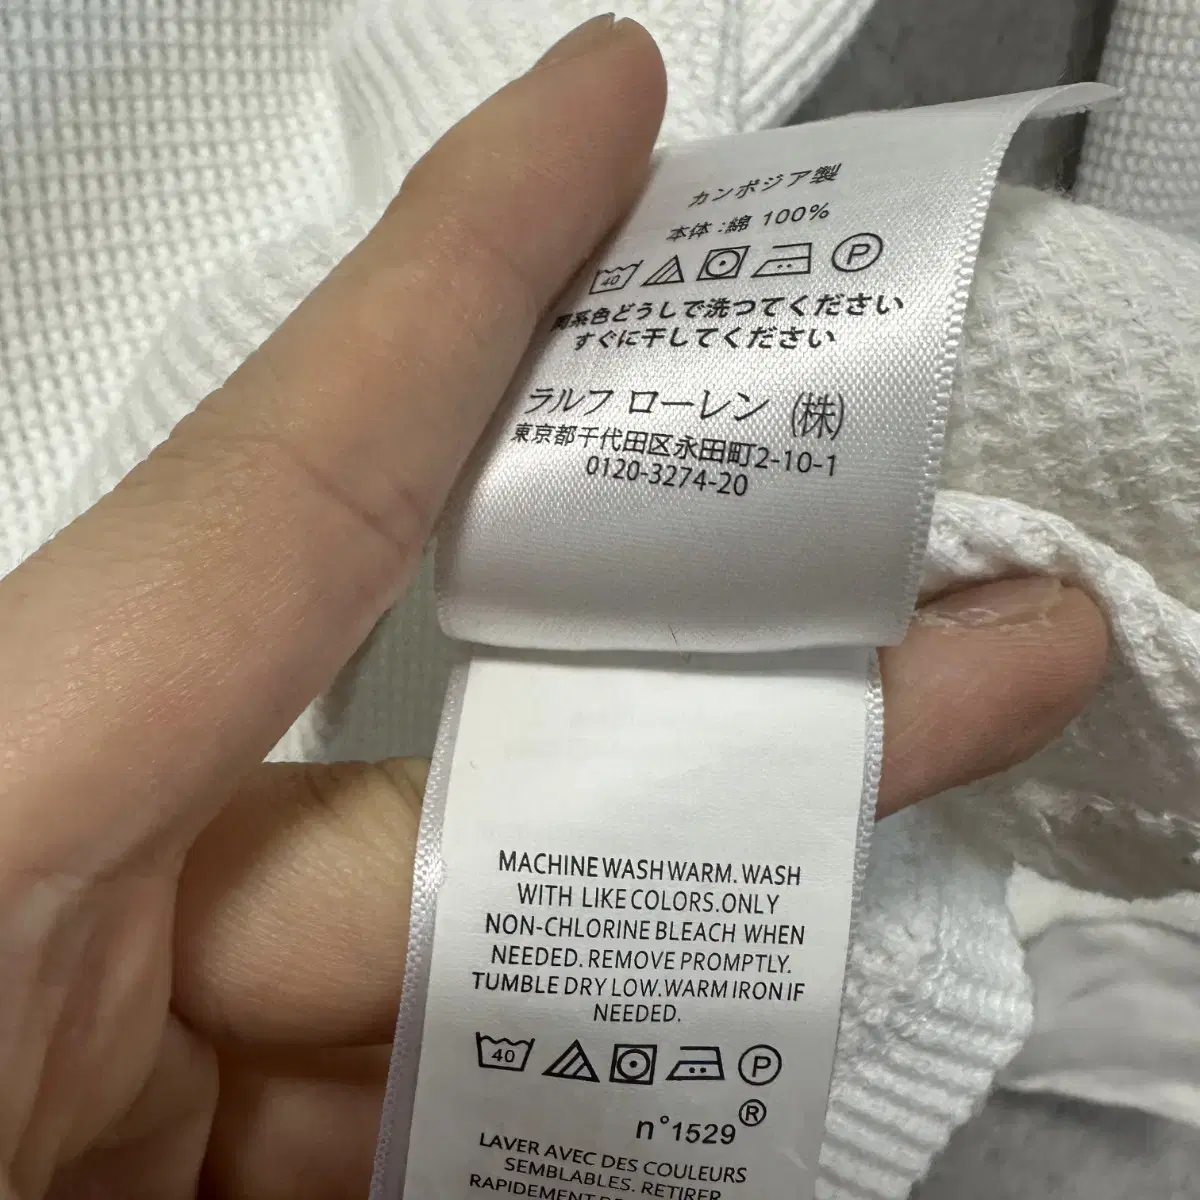 カンボジア製
本体:綿 100%
40 P
同系色どうしで洗つてください
すぐに干してください
ラルフ ローレン (株)
東京都千代田区永田町2-10-1
0120-3274-20
MACHINE WASH WARM. WASH
WITH LIKE COLORS. ONLY
NON-CHLORINE BLEACH WHEN
NEEDED. REMOVE PROMPTLY.
TUMBLE DRY LOW. WARM IRON IF
NEEDED.
40 P
n°1529®
LAVER AVEC DES COULEURS
SEMBLABLES. RETIRER
RAPIDEMENT